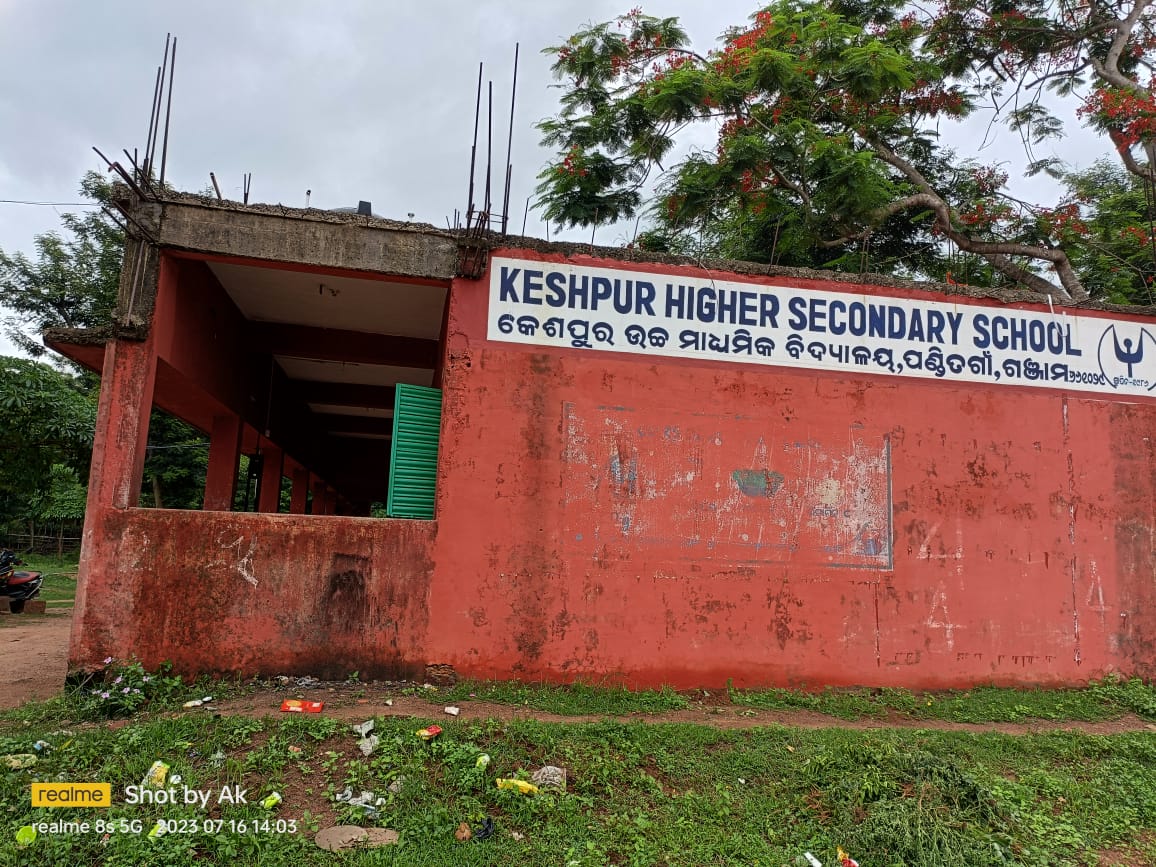 KESHPUR HIGHER SECONDARY SCHOOL
କେଶପୁର ଉଚ୍ଚ ମାଧ୍ୟମିକ ବିଦ୍ୟାଳୟ,ପଣ୍ଡିତଗାଁ,ଗଞ୍ଜାମ
realme Shot by Ak
realme 8s 5G 2023 07 16 14:03